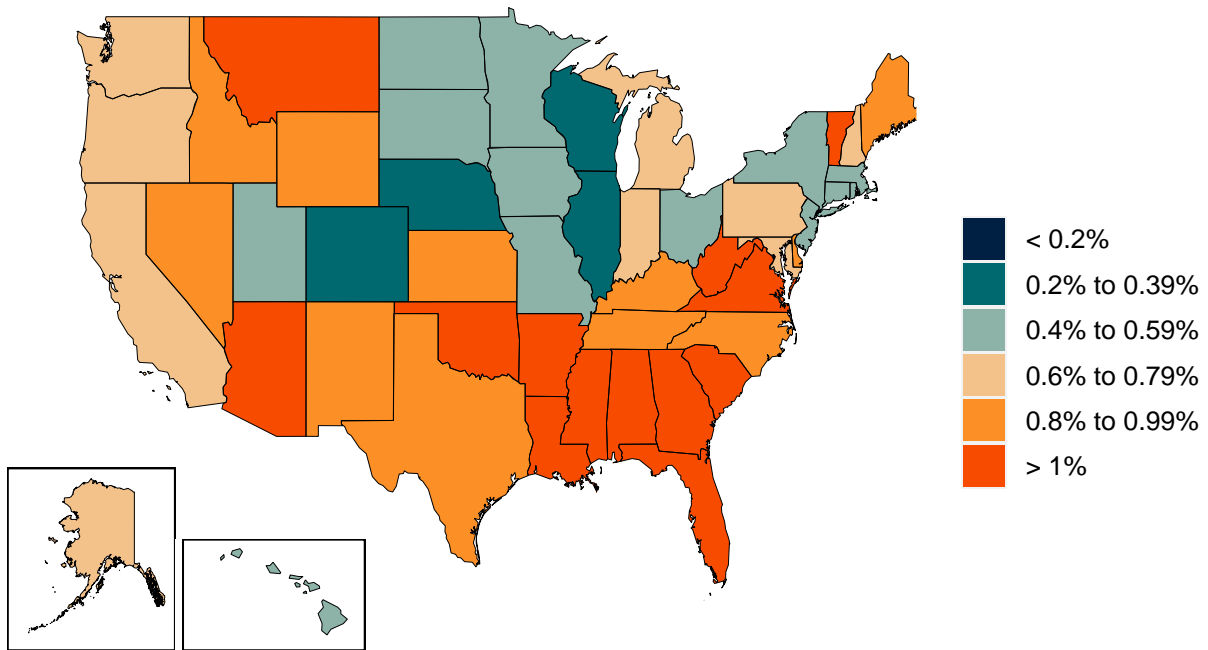 < 0.2%
0.2% to 0.39%
0.4% to 0.59%
0.6% to 0.79%
0.8% to 0.99%
> 1%